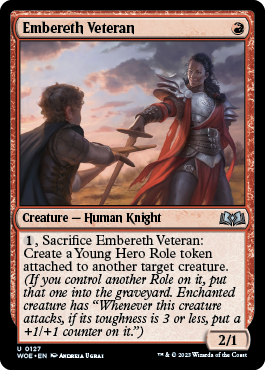 Embereth Veteran
Creature — Human Knight
1, Sacrifice Embereth Veteran:
Create a Young Hero Role token
attached to another target creature.
(If you control another Role on it, put
that one into the graveyard. Enchanted
creature has “Whenever this creature
attacks, if its toughness is 3 or less, put a
+1/+1 counter on it.”)
2/1
U 0127
WOE • EN Andreia Ugrai
™ & © 2023 Wizards of the Coast